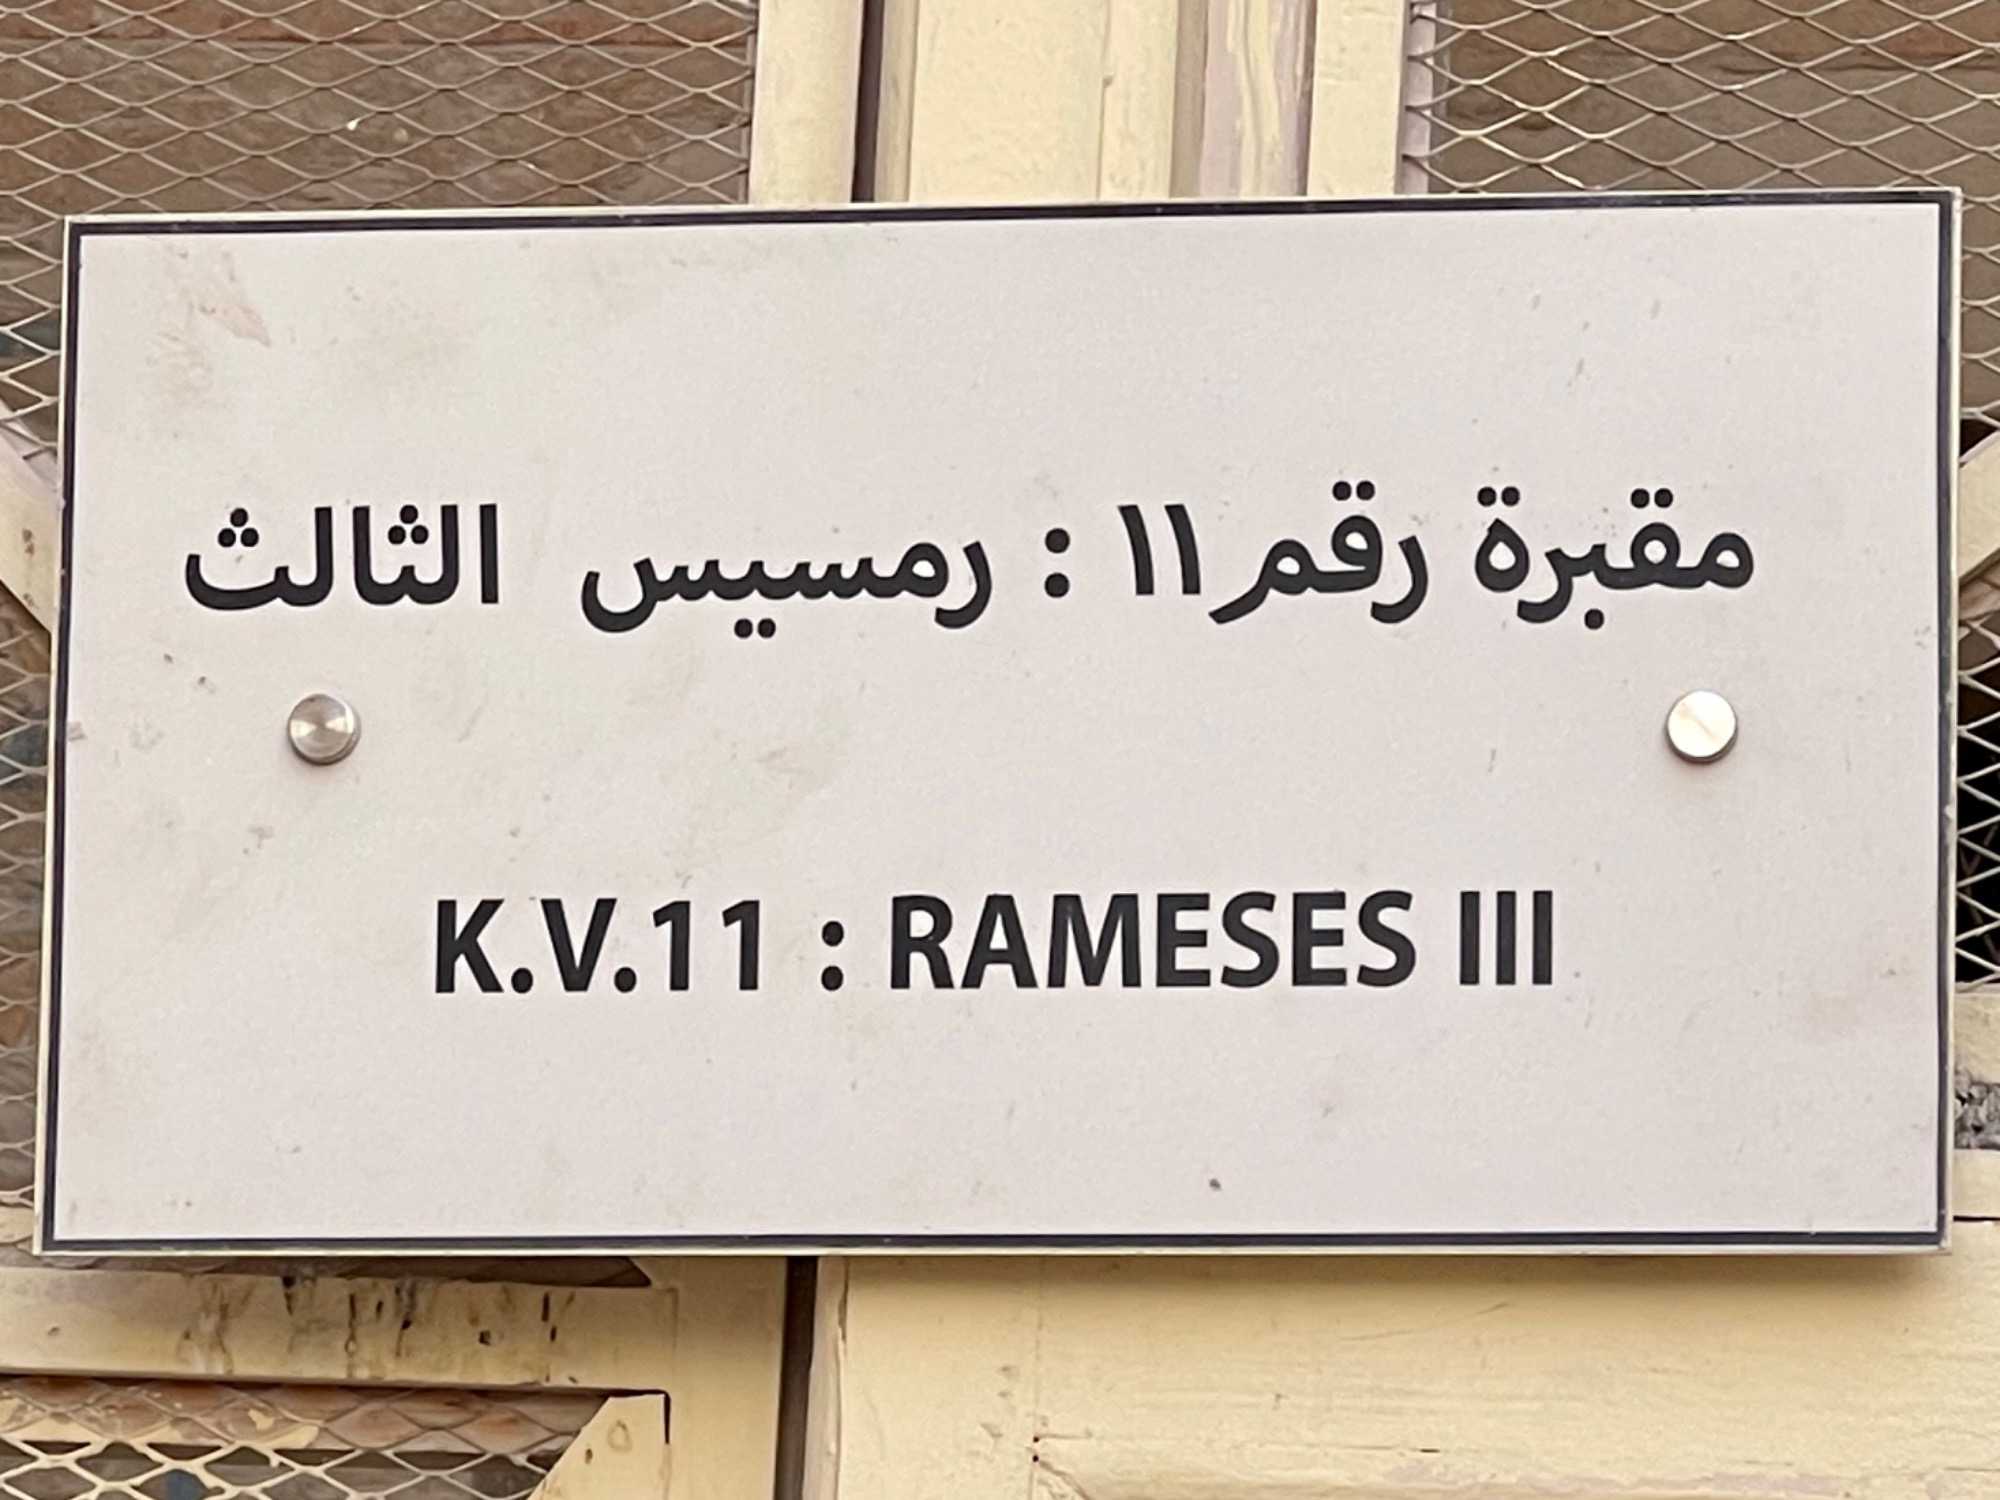 مقبرة رقم ١١ : رمسيس الثالث
K.V.11 : RAMESES III